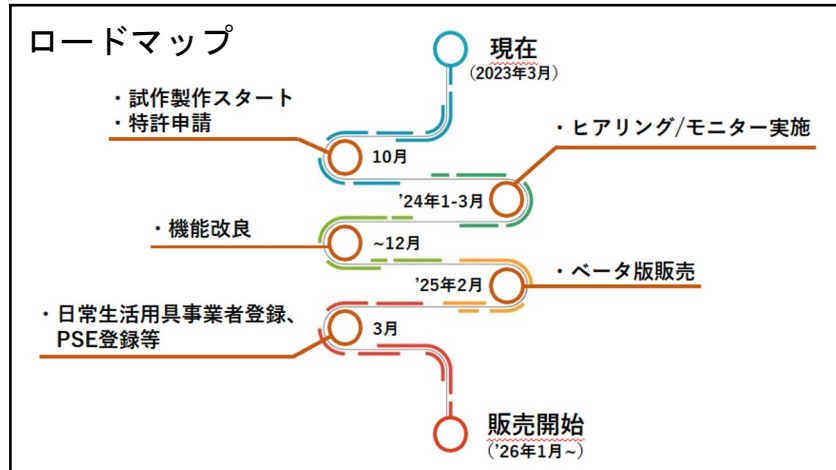 ロードマップ
現在
（2023年3月）
・試作製作スタート
・特許申請
10月
・ヒアリング/モニター実施
’24年1-3月
・機能改良
~12月
’25年2月
・ベータ版販売
・日常生活用具事業者登録、
PSE登録等
3月
販売開始
（’26年1月~）